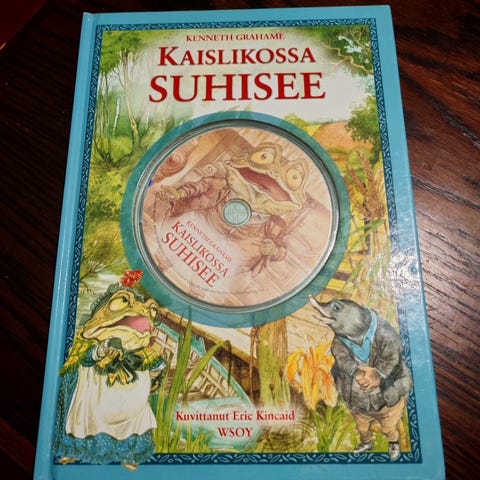 KENNETH GRAHAME
KAISLIKOSSA
SUHISEE
KENNETH GRAHAME
KAISLIKOSSA
SUHISEE
Kuvittanut Eric Kincaid
WSOY